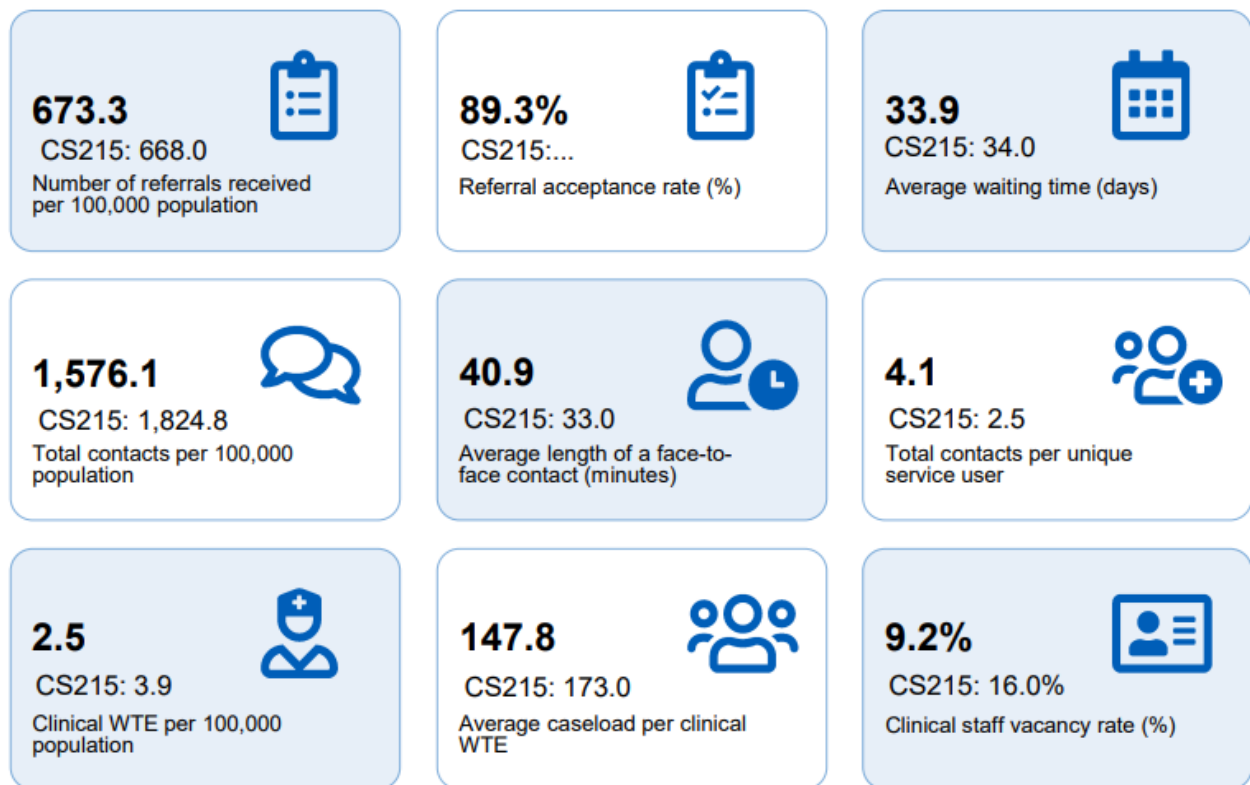 673.3
CS215: 668.0
Number of referrals received
per 100,000 population
89.3%
CS215:...
Referral acceptance rate (%)
33.9
CS215: 34.0
Average waiting time (days)
1,576.1
CS215: 1,824.8
Total contacts per 100,000
population
40.9
CS215: 33.0
Average length of a face-to-
face contact (minutes)
4.1
CS215: 2.5
Total contacts per unique
service user
2.5
CS215: 3.9
Clinical WTE per 100,000
population
147.8
CS215: 173.0
Average caseload per clinical
WTE
9.2%
CS215: 16.0%
Clinical staff vacancy rate (%)